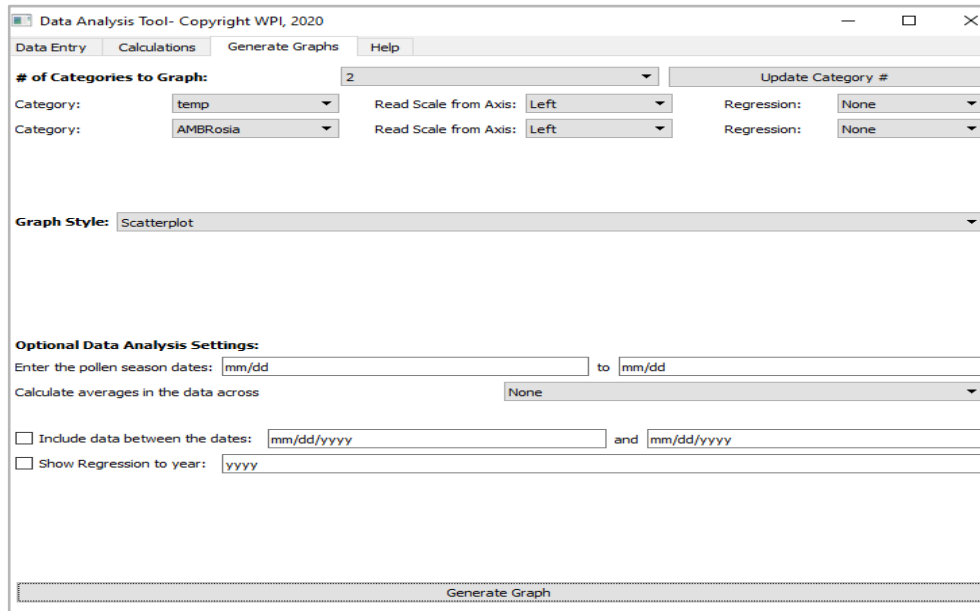 Data Analysis Tool- Copyright WPI, 2020
Data Entry Calculations Generate Graphs Help
# of Categories to Graph: 2 Update Category #
Category: temp Read Scale from Axis: Left Regression: None
Category: AMBRosia Read Scale from Axis: Left Regression: None
Graph Style: Scatterplot
Optional Data Analysis Settings:
Enter the pollen season dates: mm/dd to mm/dd
Calculate averages in the data across None
Include data between the dates: mm/dd/yyyy and mm/dd/yyyy
Show Regression to year: yyyy
Generate Graph